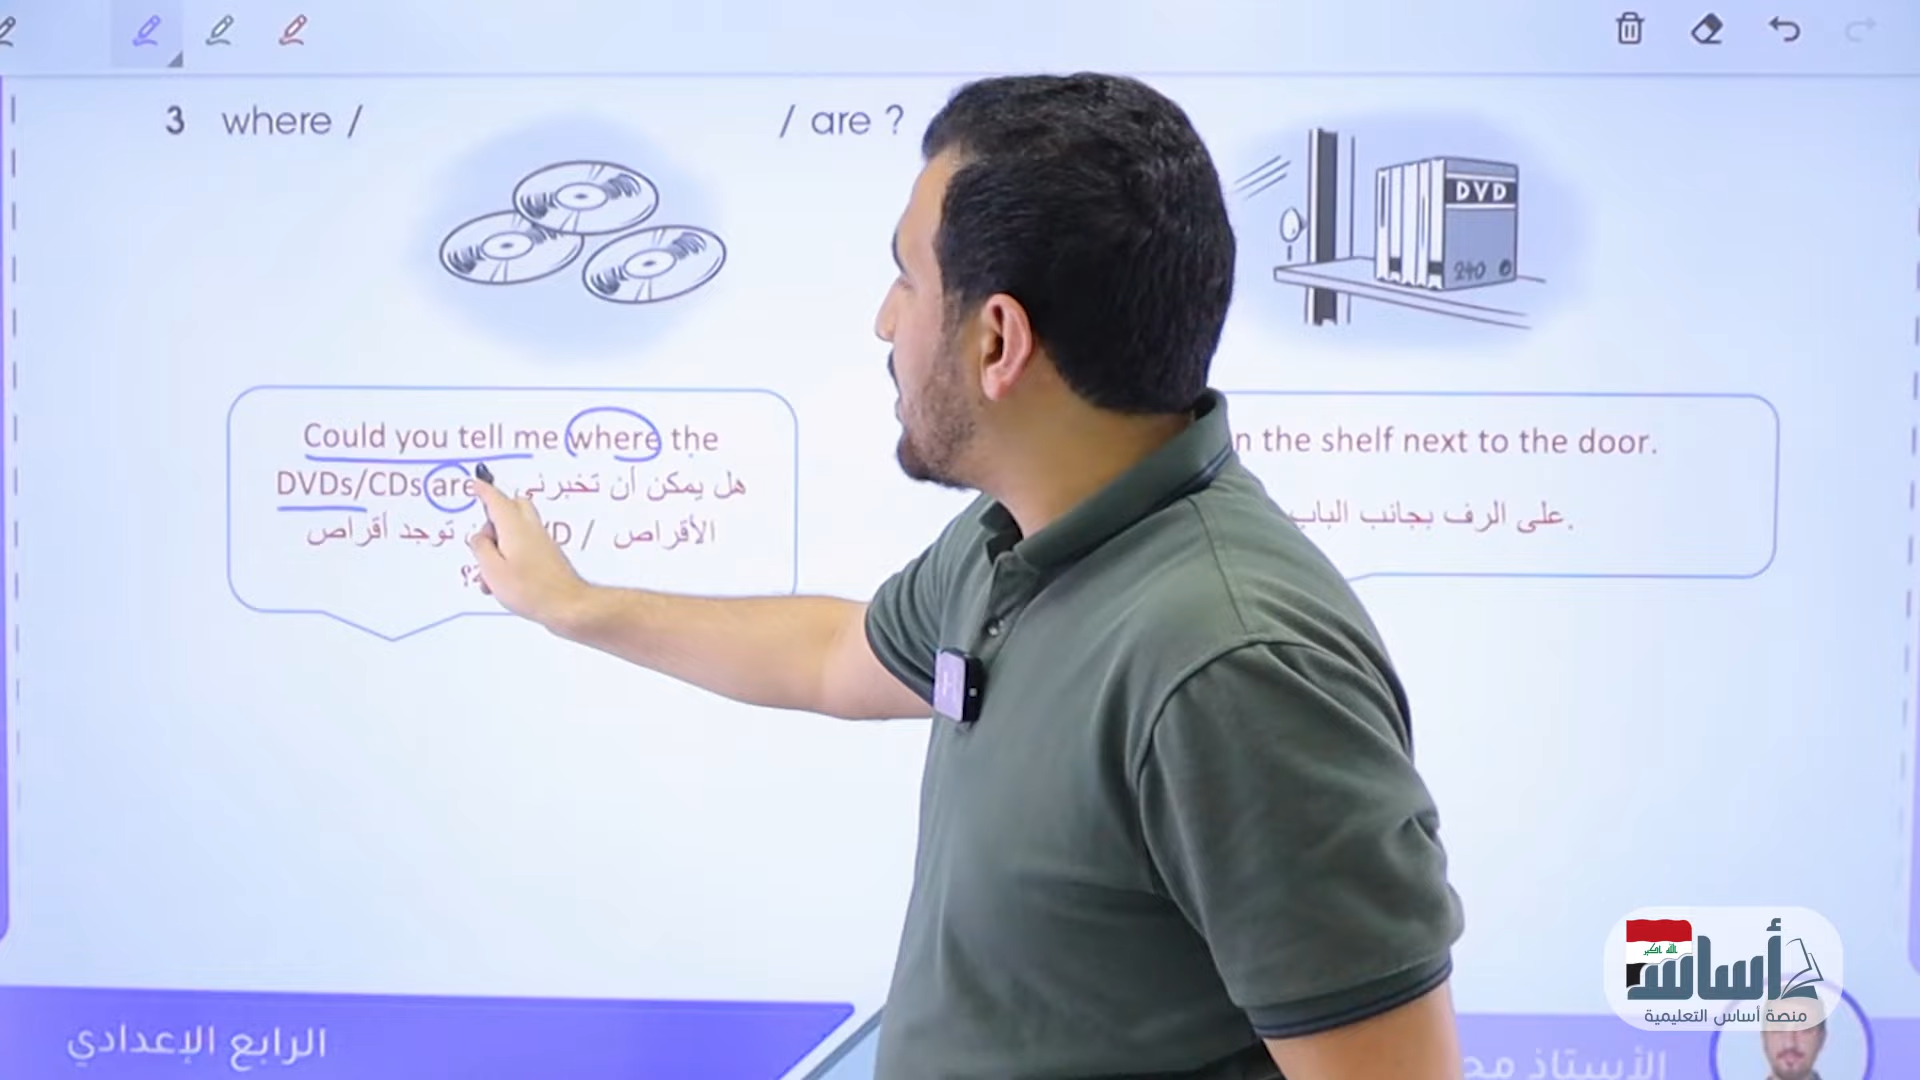 3 where / / are ?
DVD
240
Could you tell me where the
DVDs/CDs are هل يمكن أن تخبرني
توجد أقراص / الأقراص
on the shelf next to the door.
على الرف بجانب الباب.
الرابع الإعدادي
الأستاذ
أساس
منصة أساس التعليمية